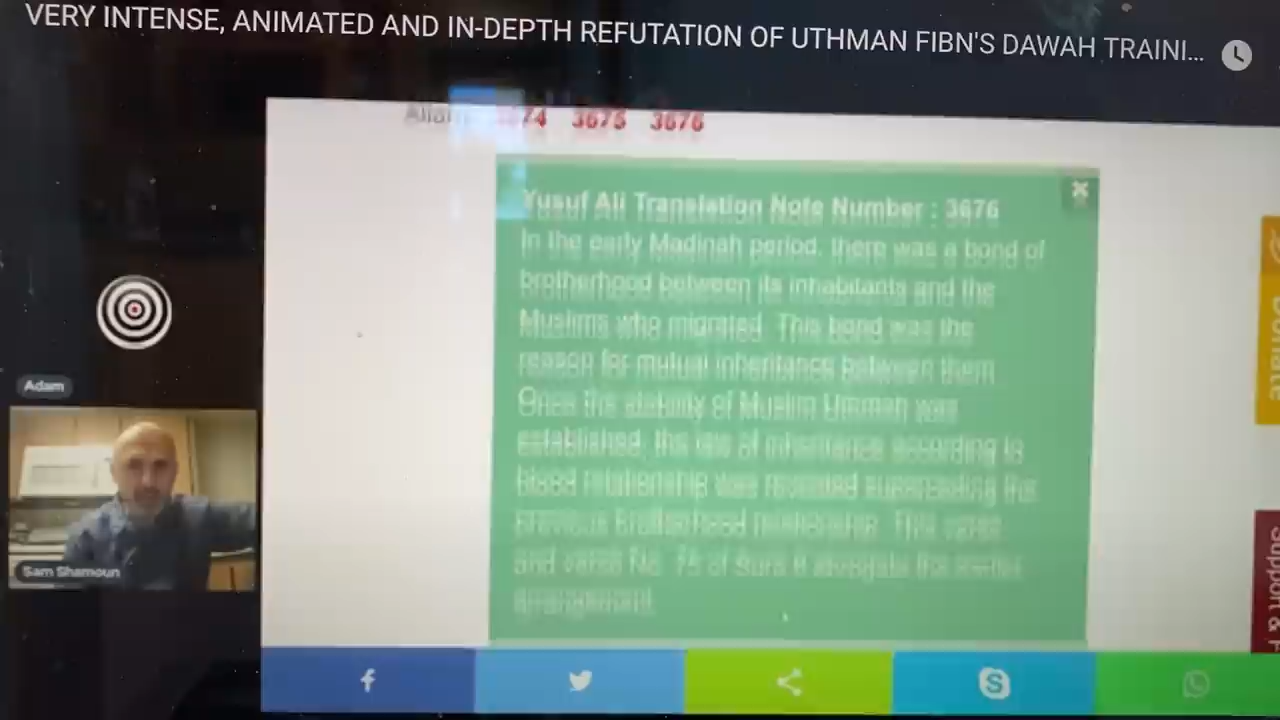 VERY INTENSE, ANIMATED AND IN-DEPTH REFUTATION OF UTHMAN FIBN'S DAWAH TRAINI...
3675 3676
Yusuf Ali Translation Note Number : 3676
In the early Madinah period, there was a bond of
brotherhood between its inhabitants and the
Muslims who migrated. This bond was the
reason for mutual inheritance between them.
Once the stability of Muslim Ummah was
established, the law of inheritance according to
blood relationship was revealed superseding the
previous brotherhood relationship. This verse
and verse No. 75 of Sura 8 abrogate the earlier
arrangement.
Adam
Sam Shamoun
Donate
Support &